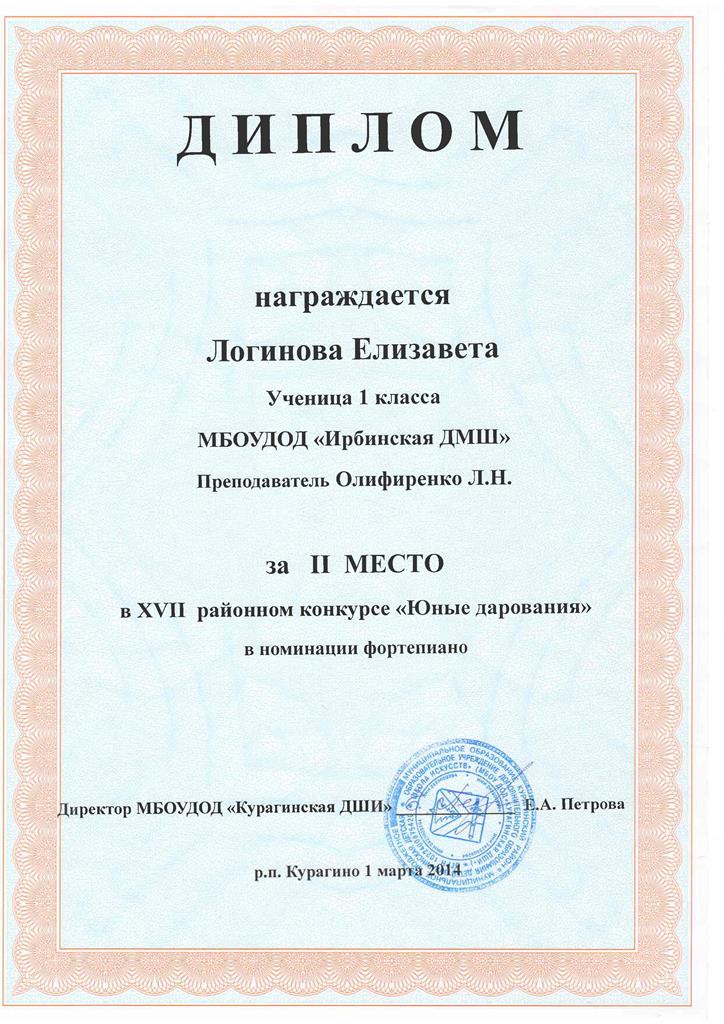 ДИПЛОМ
награждается
Логинова Елизавета
Ученица 1 класса
МБОУДОД «Ирбинская ДМШ»
Преподаватель Олифиренко Л.Н.
за II МЕСТО
в XVII районном конкурсе «Юные дарования»
в номинации фортепиано
Директор МБОУДОД «Курагинская ДШИ» Е.А. Петрова
р.п. Курагино 1 марта 2014